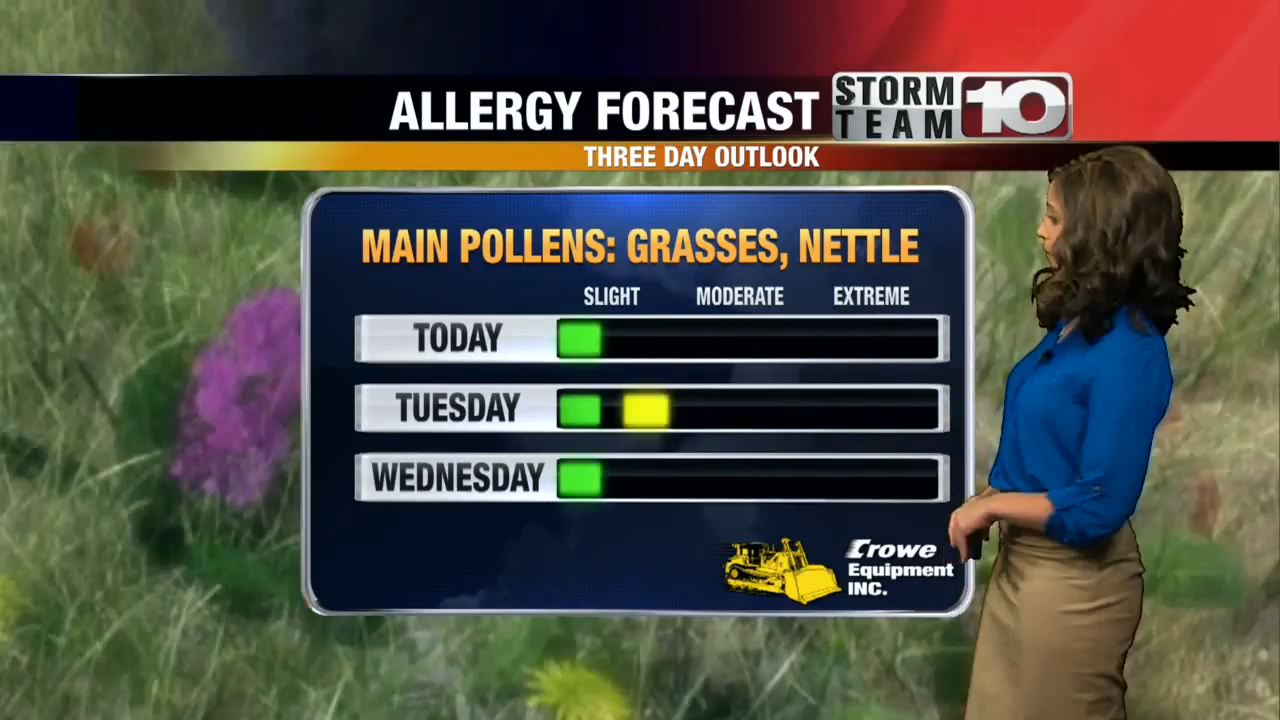 ALLERGY FORECAST
STORM TEAM 10
THREE DAY OUTLOOK
MAIN POLLENS: GRASSES, NETTLE
SLIGHT MODERATE EXTREME
TODAY
TUESDAY
WEDNESDAY
Crowe
Equipment
INC.